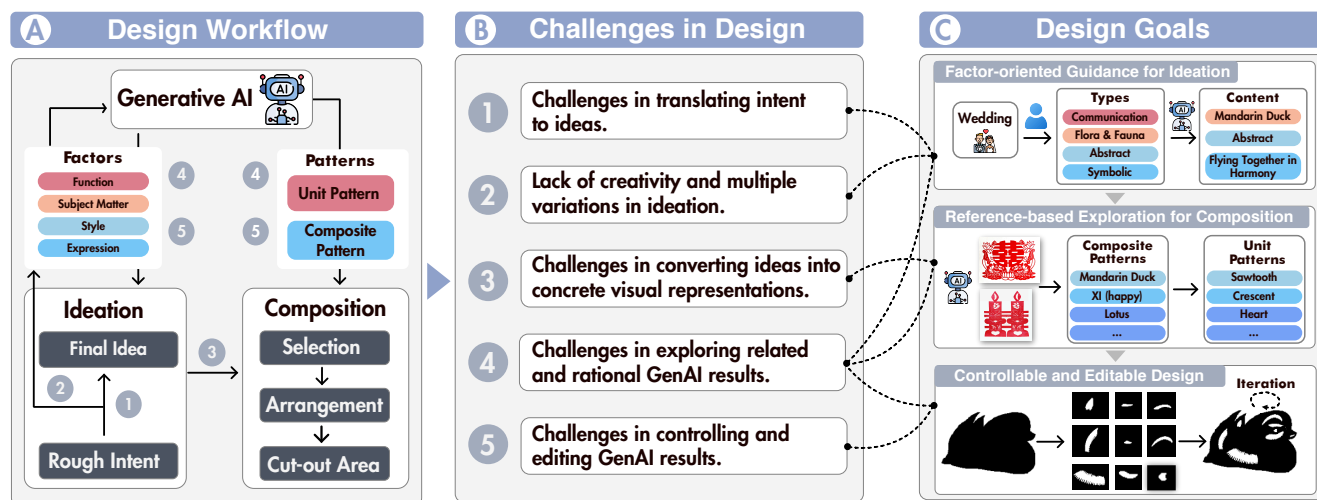 A Design Workflow
Generative AI
AI
Factors
Function
Subject Matter
Style
Expression
4
5
Patterns
4
Unit Pattern
5
Composite
Pattern
Ideation
Final Idea
2
1
Rough Intent
3
Composition
Selection
Arrangement
Cut-out Area
B Challenges in Design
1
Challenges in translating intent
to ideas.
2
Lack of creativity and multiple
variations in ideation.
3
Challenges in converting ideas into
concrete visual representations.
4
Challenges in exploring related
and rational GenAI results.
5
Challenges in controlling and
editing GenAI results.
C Design Goals
Factor-oriented Guidance for Ideation
Wedding
Types
Communication
Flora & Fauna
Abstract
Symbolic
AI
Content
Mandarin Duck
Abstract
Flying Together in
Harmony
Reference-based Exploration for Composition
AI
Composite
Patterns
Mandarin Duck
XI (happy)
Lotus
...
Unit
Patterns
Sawtooth
Crescent
Heart
...
Controllable and Editable Design
Iteration